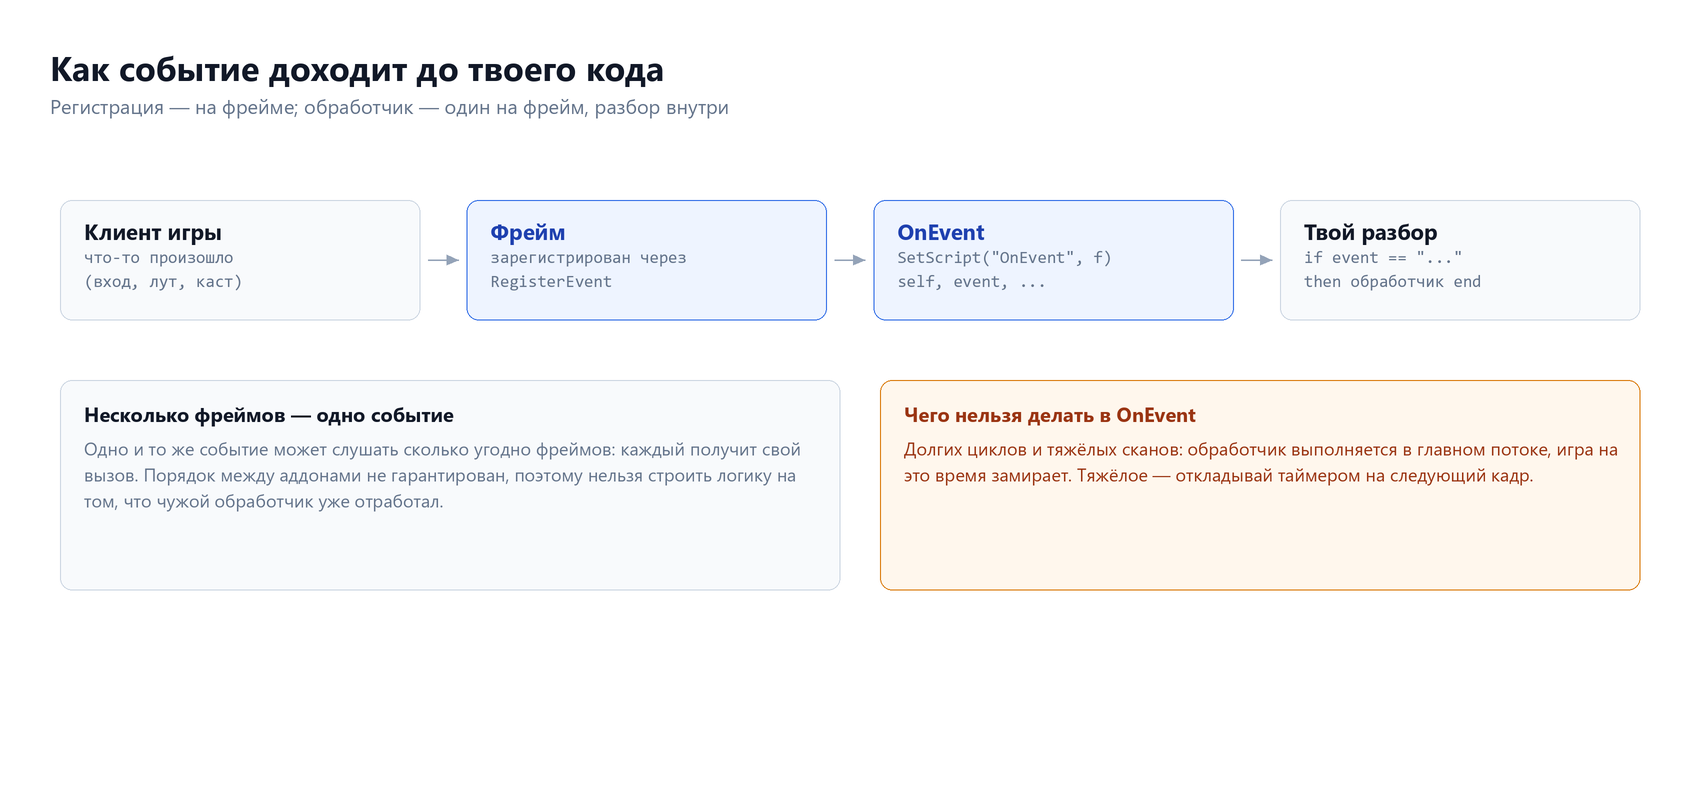 Как событие доходит до твоего кода
Регистрация — на фрейме; обработчик — один на фрейм, разбор внутри
Клиент игры
что-то произошло
(вход, лут, каст)
Фрейм
зарегистрирован через
RegisterEvent
OnEvent
SetScript("OnEvent", f)
self, event, ...
Твой разбор
if event == "..."
then обработчик end
Несколько фреймов — одно событие
Одно и то же событие может слушать сколько угодно фреймов: каждый получит свой
вызов. Порядок между аддонами не гарантирован, поэтому нельзя строить логику на
том, что чужой обработчик уже отработал.
Чего нельзя делать в OnEvent
Долгих циклов и тяжёлых сканов: обработчик выполняется в главном потоке, игра на
это время замирает. Тяжёлое — откладывай таймером на следующий кадр.